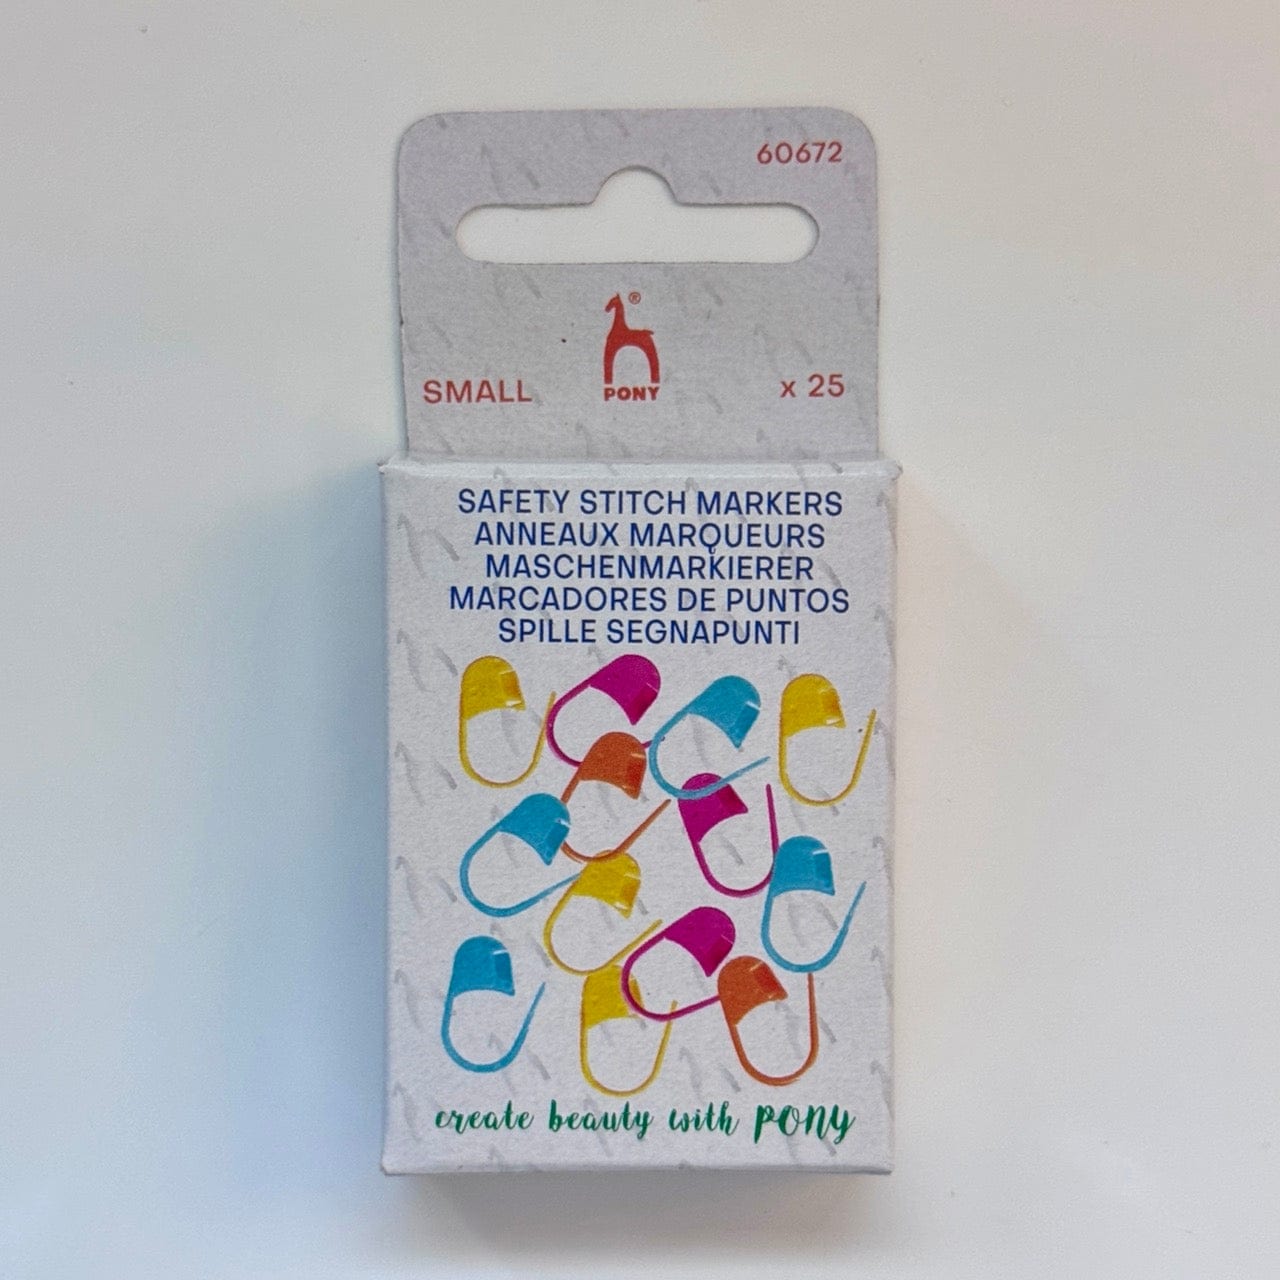 60672
®
PONY
SMALL
x 25
SAFETY STITCH MARKERS
ANNEAUX MARQUEURS
MASCHENMARKIERER
MARCADORES DE PUNTOS
SPILLE SEGNAPUNTI
create beauty with PONY